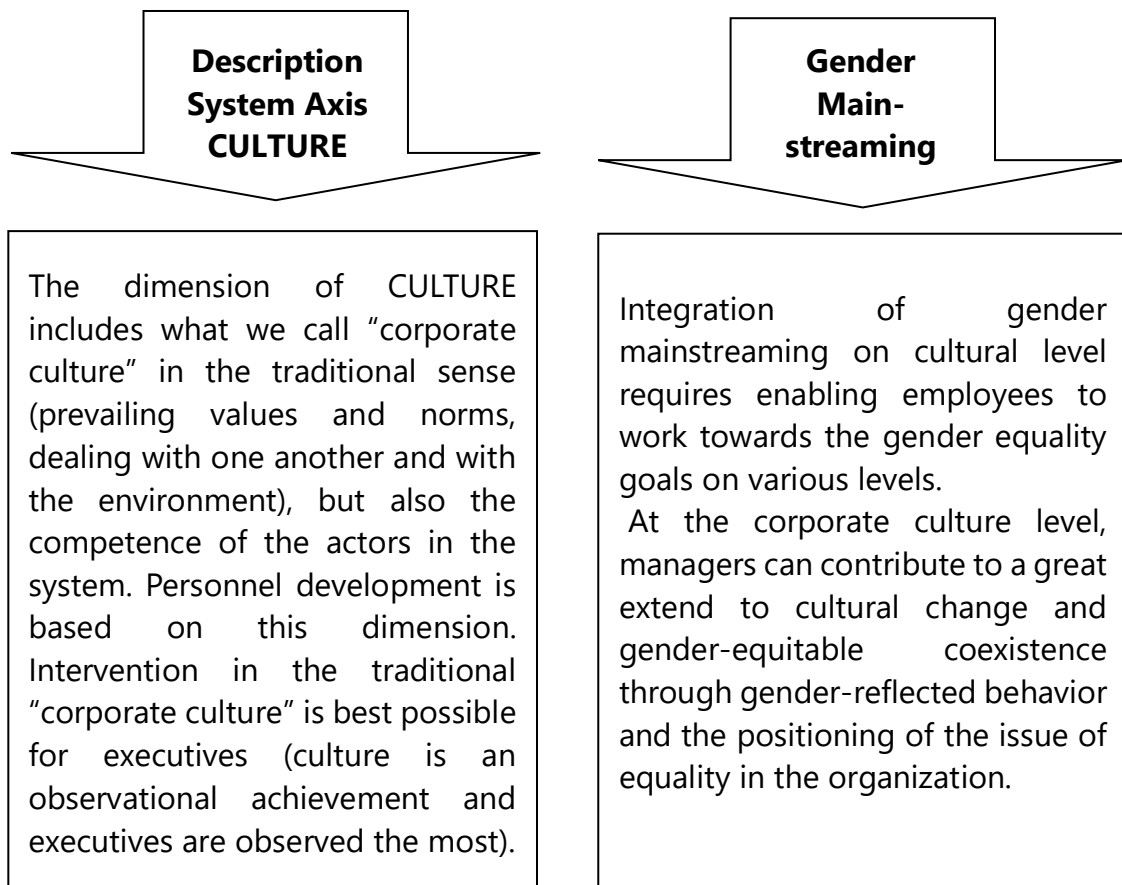 Description
System Axis
CULTURE
The dimension of CULTURE
includes what we call “corporate
culture” in the traditional sense
(prevailing values and norms,
dealing with one another and with
the environment), but also the
competence of the actors in the
system. Personnel development is
based on this dimension.
Intervention in the traditional
“corporate culture” is best possible
for executives (culture is an
observational achievement and
executives are observed the most).
Gender
Main-
streaming
Integration of gender
mainstreaming on cultural level
requires enabling employees to
work towards the gender equality
goals on various levels.
At the corporate culture level,
managers can contribute to a great
extend to cultural change and
gender-equitable coexistence
through gender-reflected behavior
and the positioning of the issue of
equality in the organization.